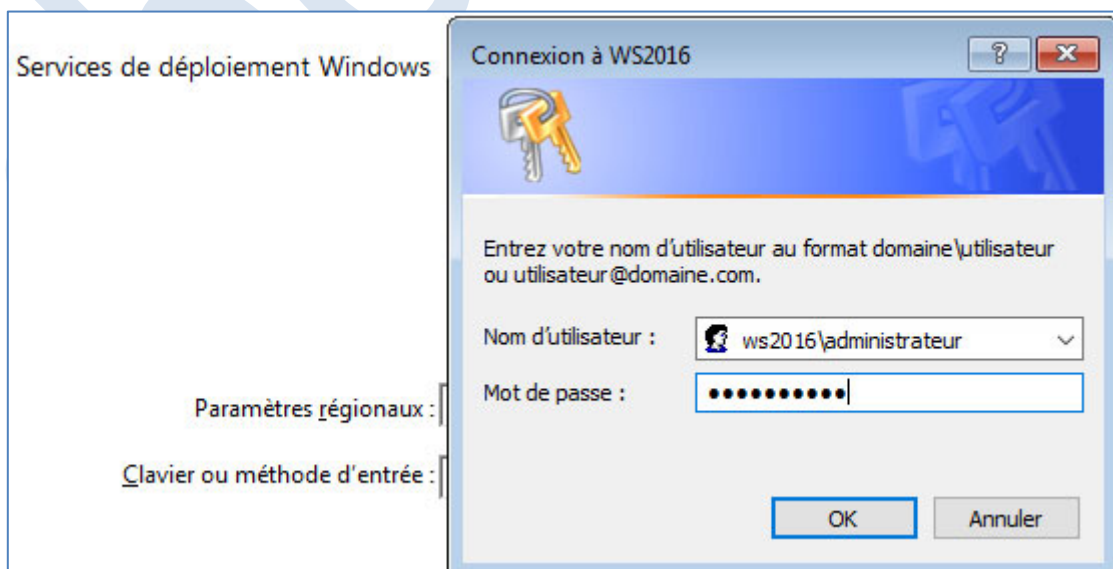 Services de déploiement Windows
Connexion à WS2016
Entrez votre nom d'utilisateur au format domaine\utilisateur
ou utilisateur@domaine.com.
Nom d'utilisateur :
ws2016\administrateur
Mot de passe :
●●●●●●●●●●
Paramètres régionaux :
Clavier ou méthode d'entrée :
OK
Annuler